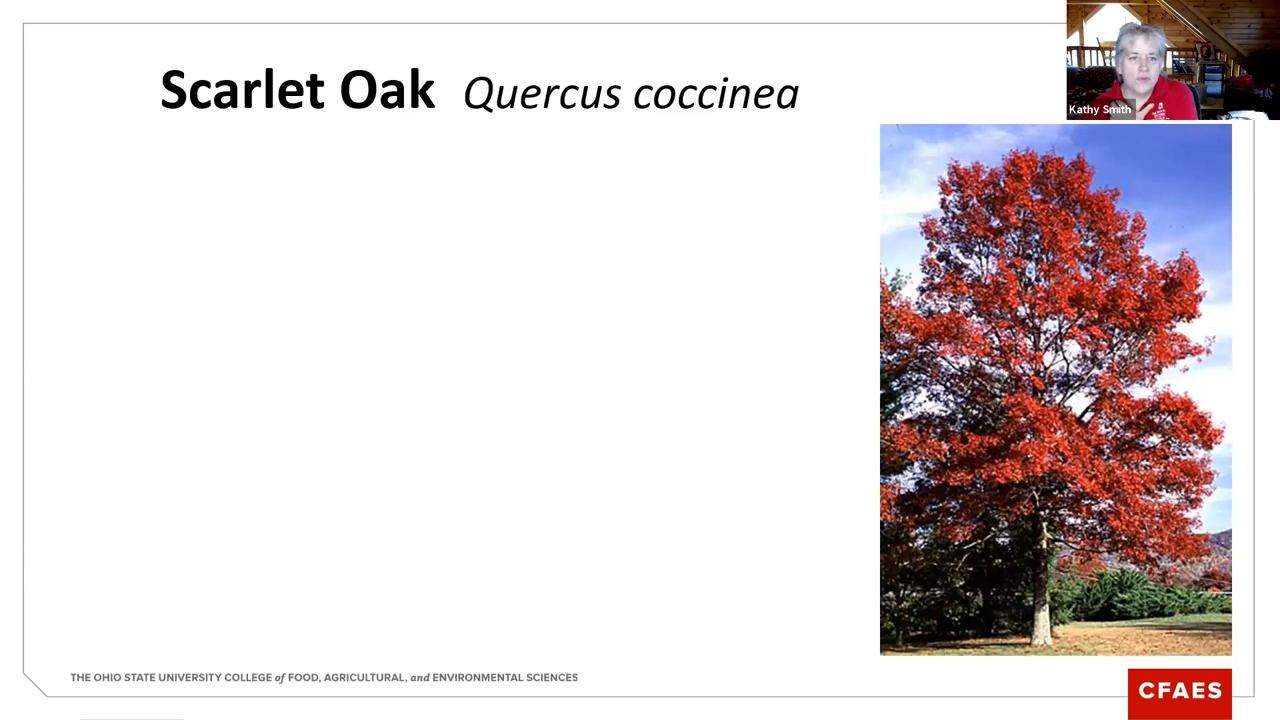 Scarlet Oak Quercus coccinea
Kathy Smith
THE OHIO STATE UNIVERSITY COLLEGE of FOOD, AGRICULTURAL, and ENVIRONMENTAL SCIENCES
CFAES